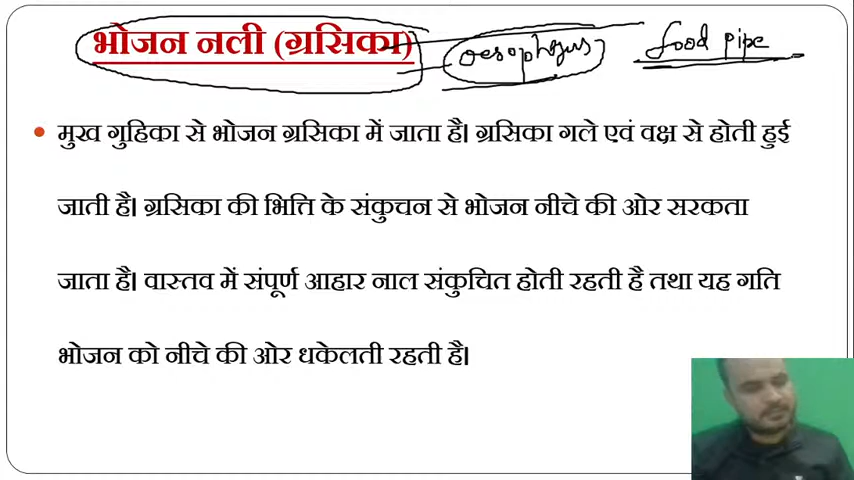 भोजन नली (ग्रसिका) oesophagus food pipe
• मुख गुहिका से भोजन ग्रसिका में जाता है। ग्रसिका गले एवं वक्ष से होती हुई
जाती है। ग्रसिका की भित्ति के संकुचन से भोजन नीचे की ओर सरकता
जाता है। वास्तव में संपूर्ण आहार नाल संकुचित होती रहती है तथा यह गति
भोजन को नीचे की ओर धकेलती रहती है।